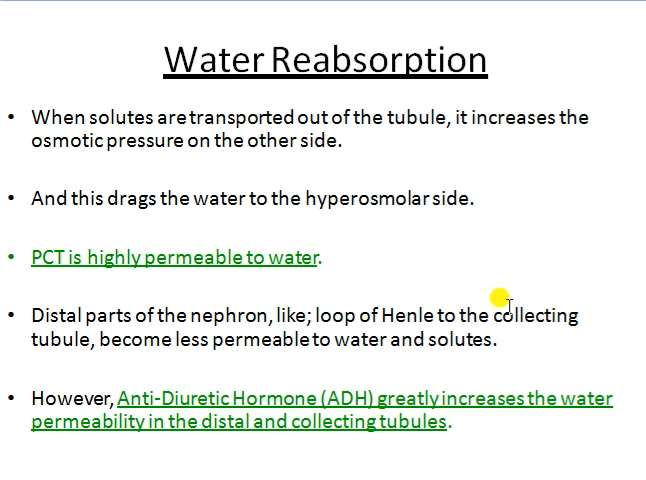 Water Reabsorption
• When solutes are transported out of the tubule, it increases the
osmotic pressure on the other side.
• And this drags the water to the hyperosmolar side.
• PCT is highly permeable to water.
• Distal parts of the nephron, like; loop of Henle to the collecting
tubule, become less permeable to water and solutes.
• However, Anti-Diuretic Hormone (ADH) greatly increases the water
permeability in the distal and collecting tubules.